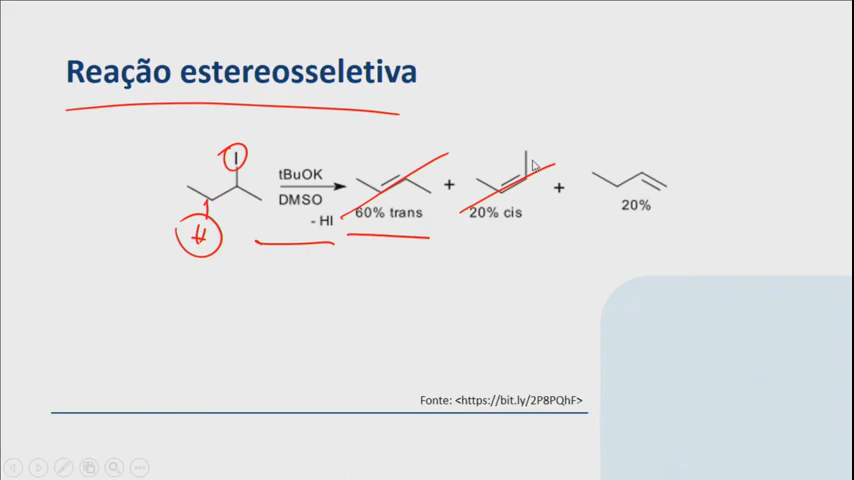 Reação estereosseletiva
I
tBuOK
DMSO
- HI
H
60% trans
+
20% cis
+
20%
Fonte: <https://bit.ly/2P8PQhF>